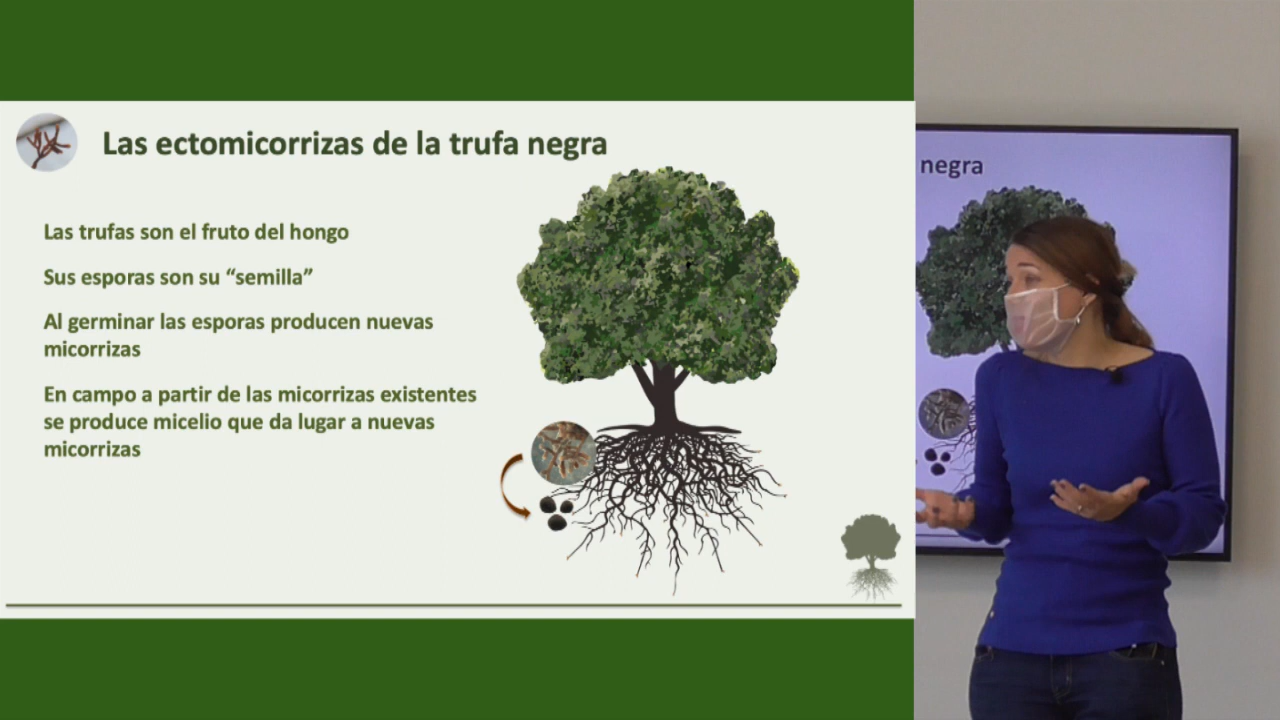 Las ectomicorrizas de la trufa negra
Las trufas son el fruto del hongo
Sus esporas son su “semilla”
Al germinar las esporas producen nuevas
micorrizas
En campo a partir de las micorrizas existentes
se produce micelio que da lugar a nuevas
micorrizas
negra